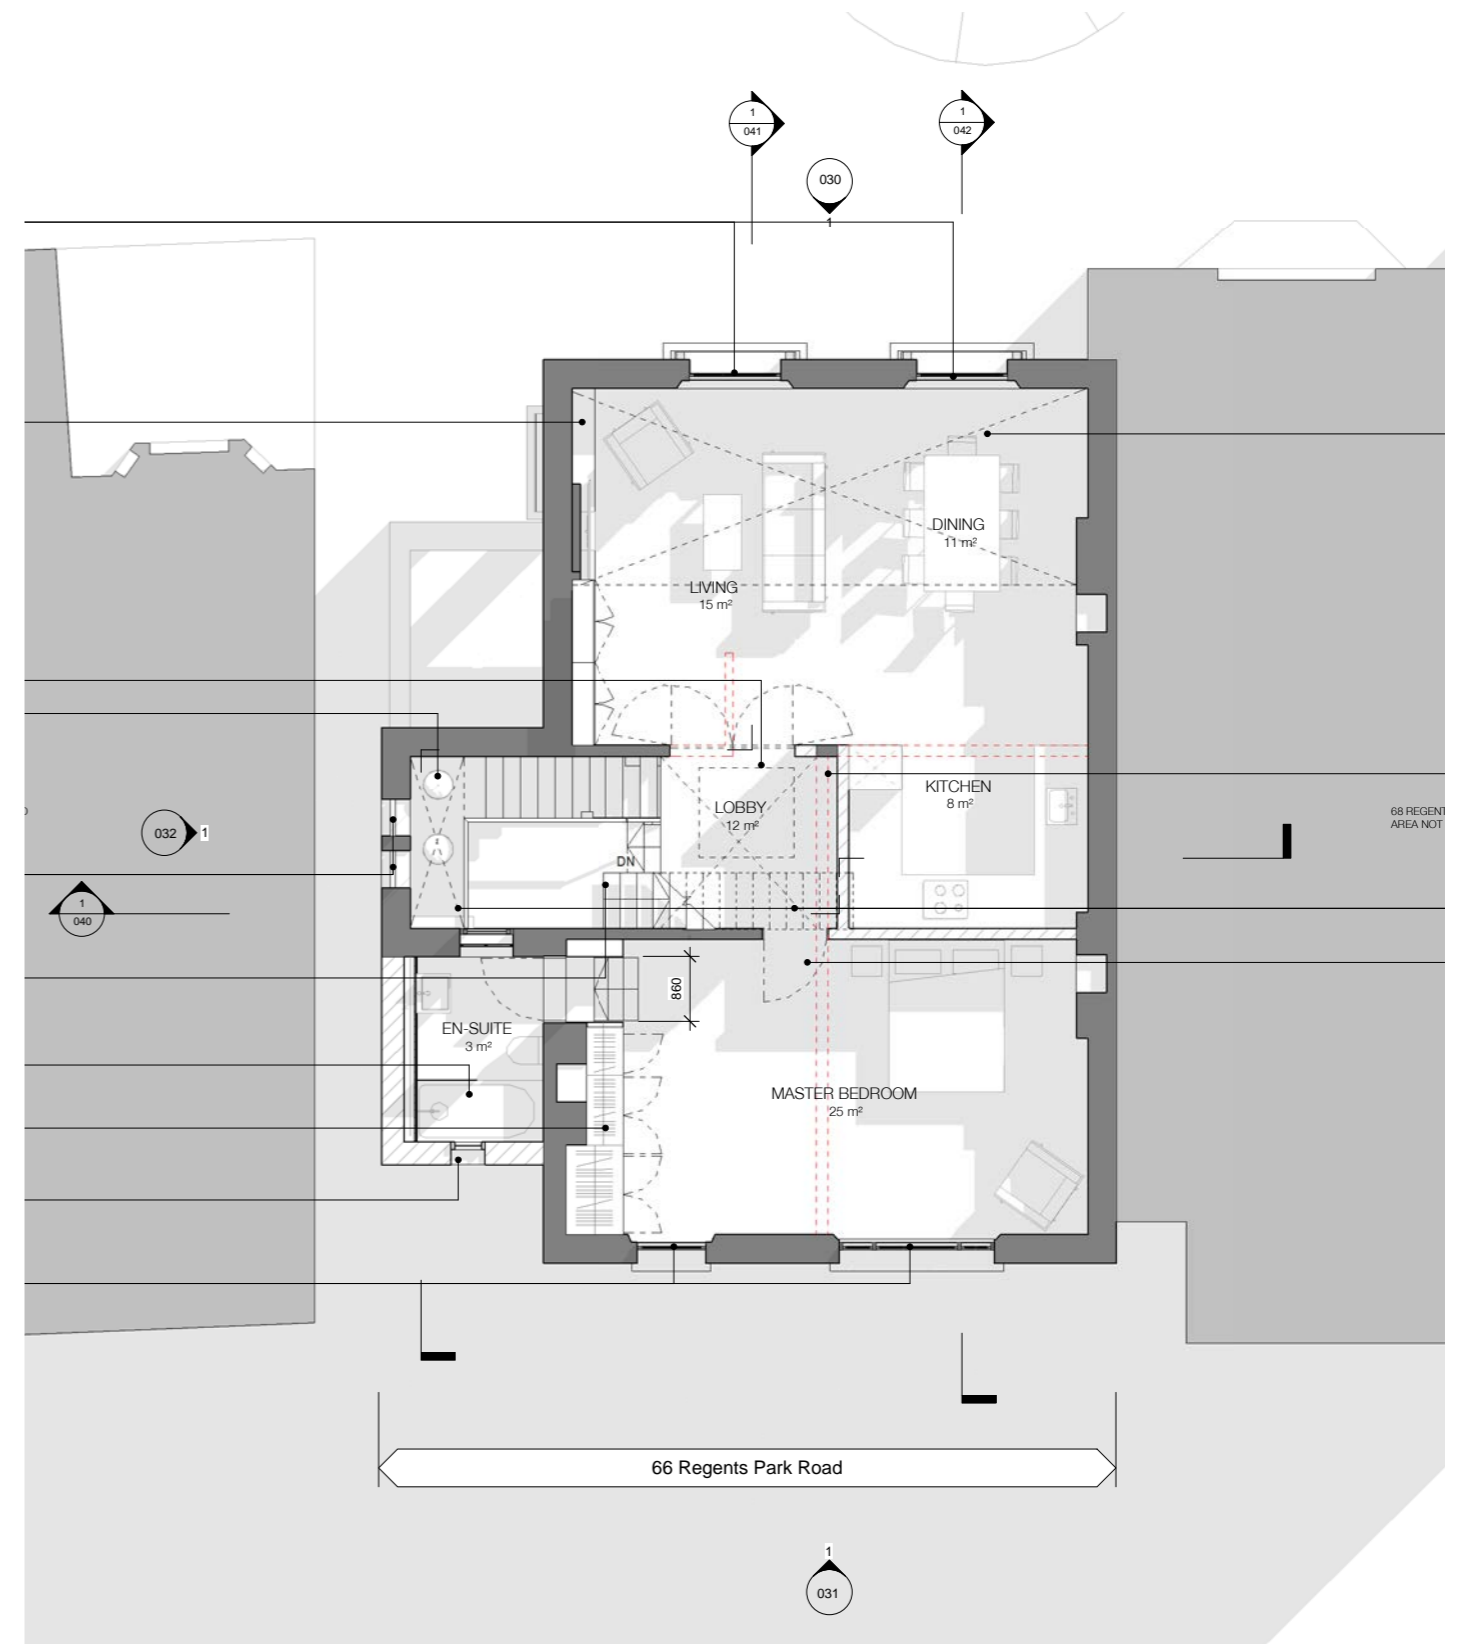 1
041
1
042
030
1
DINING
11 m²
LIVING
15 m²
KITCHEN
8 m²
LOBBY
12 m²
68 REGENT
AREA NOT
032
1
DN
1
040
860
EN-SUITE
3 m²
MASTER BEDROOM
25 m²
66 Regents Park Road
1
031